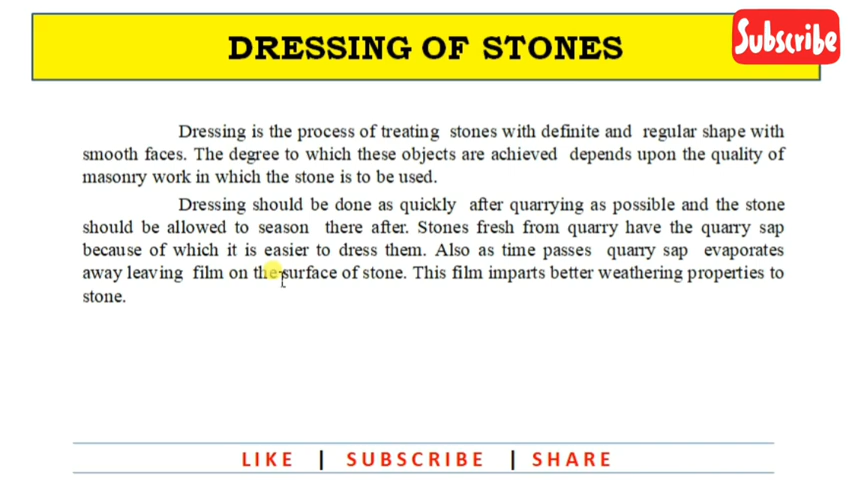 DRESSING OF STONES
Subscribe
Dressing is the process of treating stones with definite and regular shape with
smooth faces. The degree to which these objects are achieved depends upon the quality of
masonry work in which the stone is to be used.
Dressing should be done as quickly after quarrying as possible and the stone
should be allowed to season there after. Stones fresh from quarry have the quarry sap
because of which it is easier to dress them. Also as time passes quarry sap evaporates
away leaving film on the surface of stone. This film imparts better weathering properties to
stone.
LIKE | SUBSCRIBE | SHARE